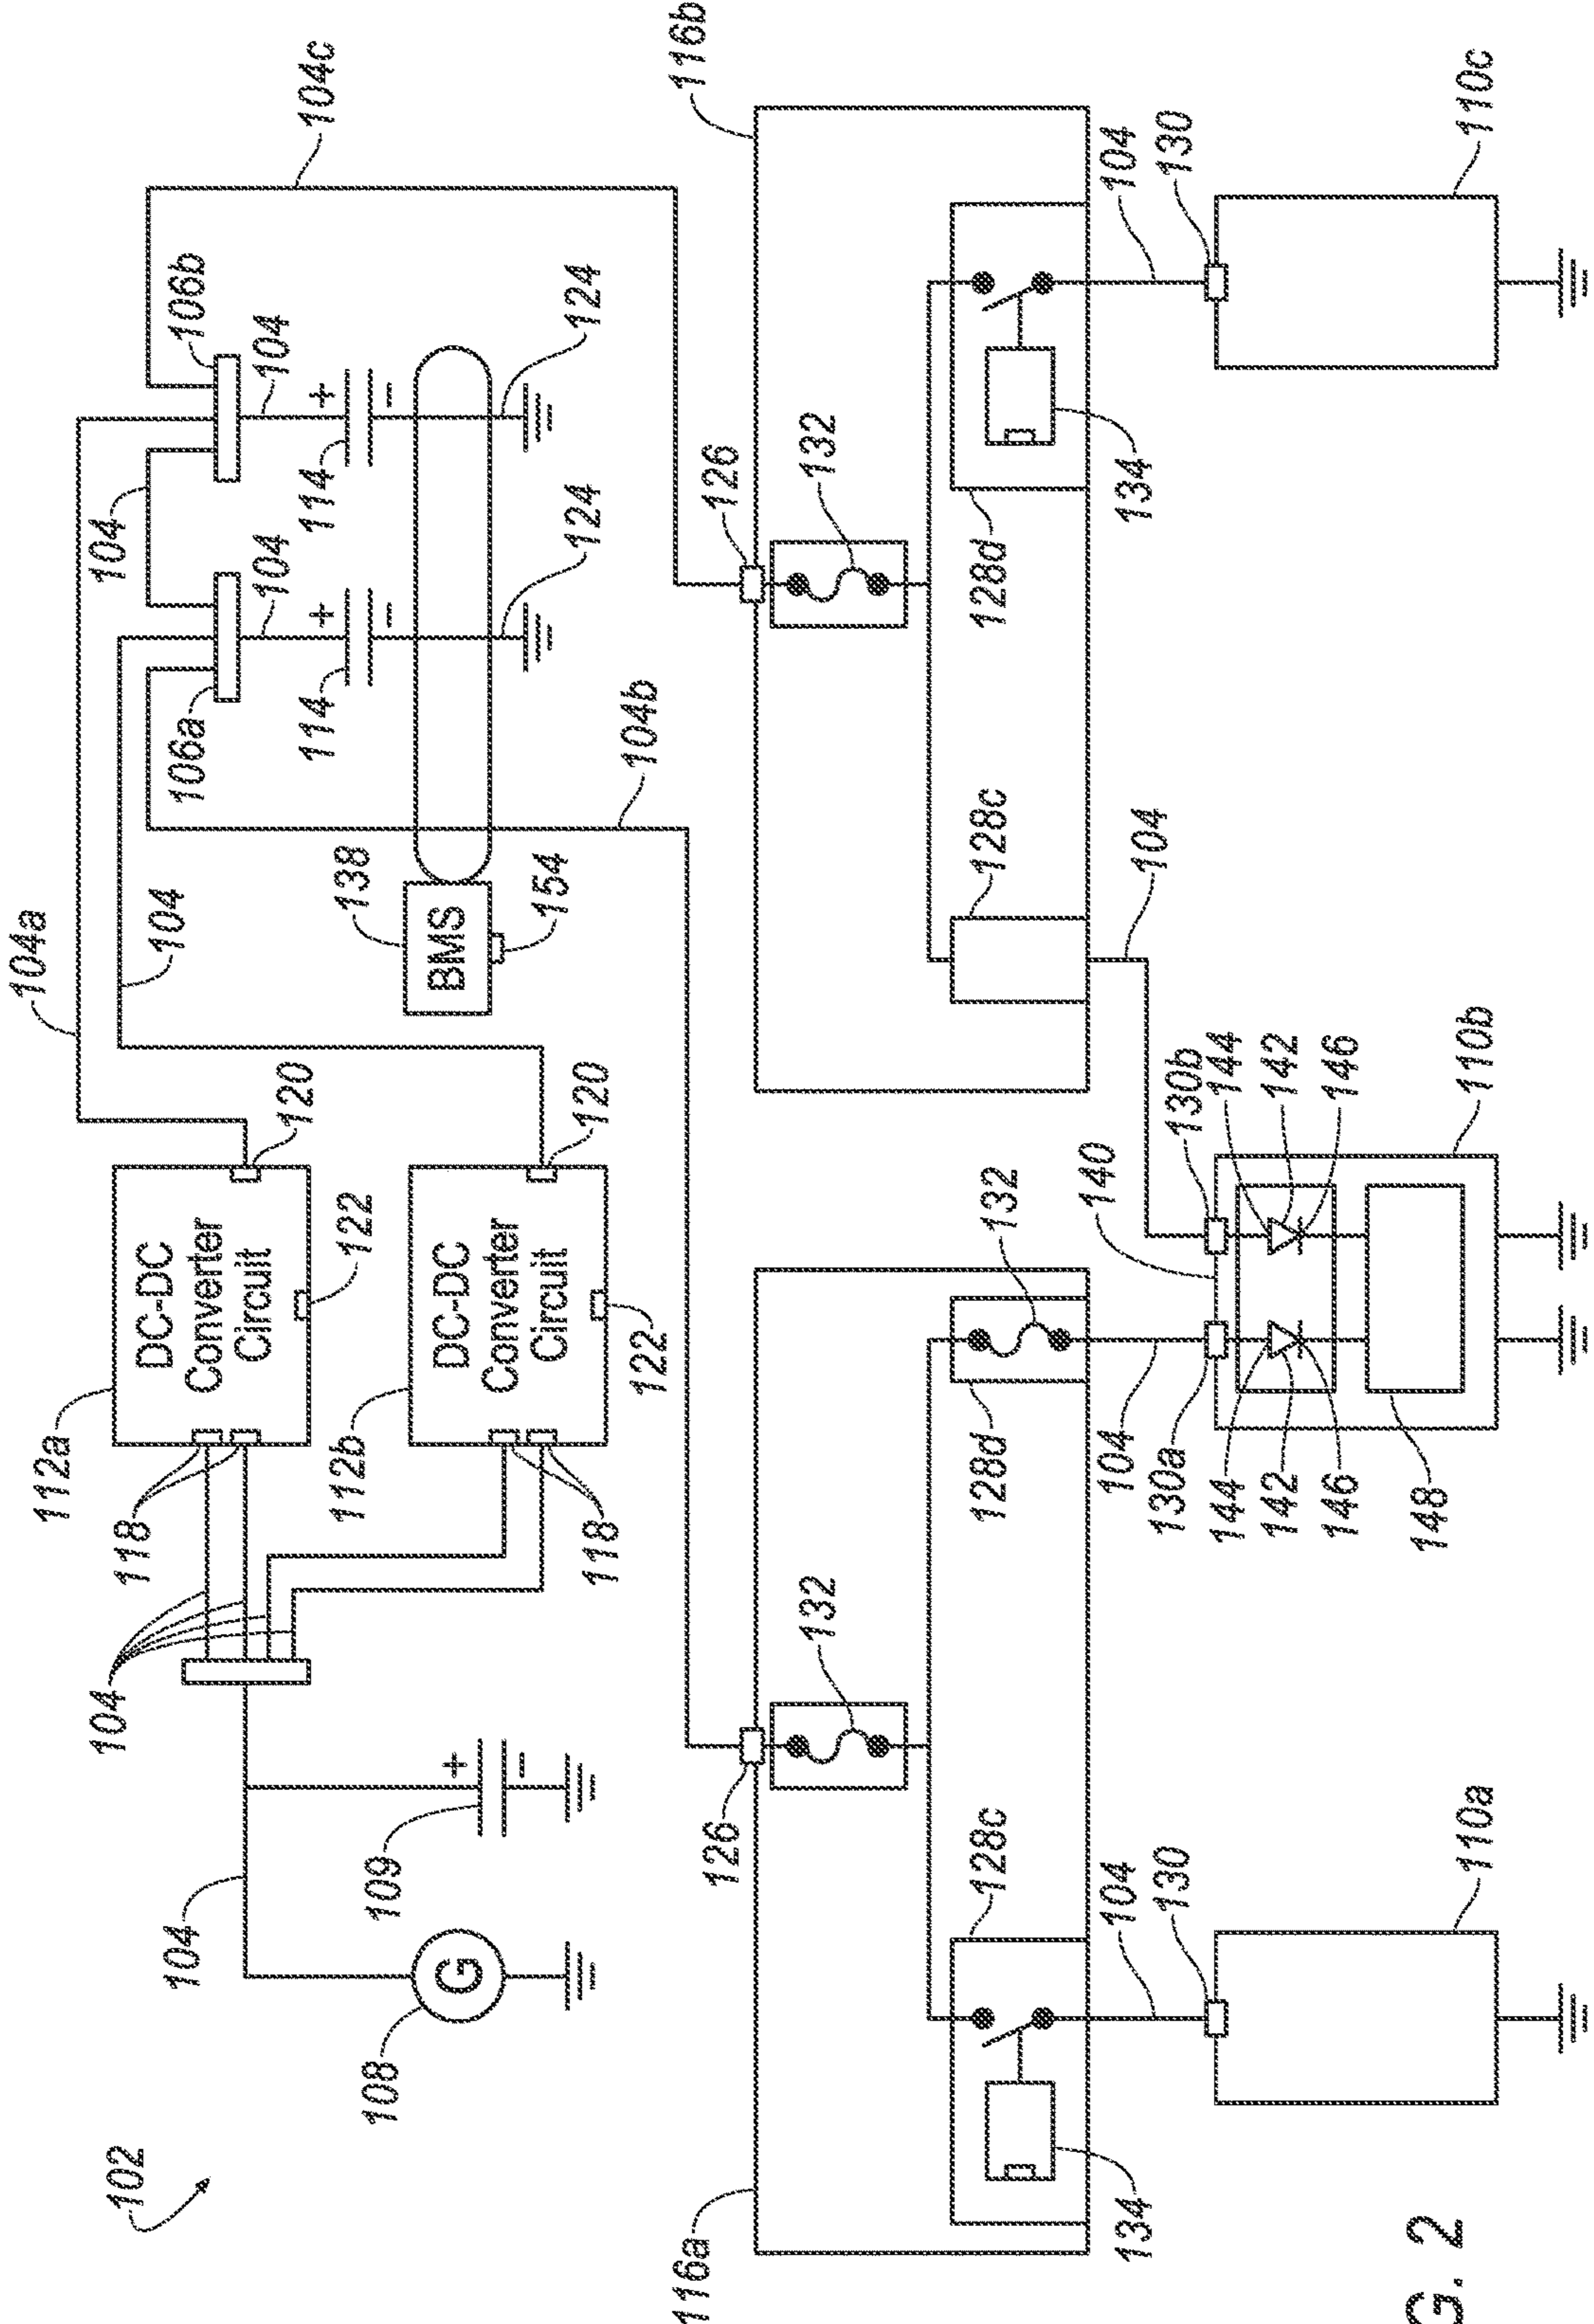 102
108
G
104
109
+
-
104
118
112a
DC-DC
Converter
Circuit
122
120
104a
118
112b
DC-DC
Converter
Circuit
122
120
104
138
BMS
154
106a
104
106b
104
104
114
+
-
114
+
-
124
124
104b
104c
116a
126
132
128c
134
128d
132
104
130
110a
104
130a
140
130b
144
142
146
144
142
146
148
110b
116b
126
132
128c
104
128d
134
104
130
110c
G. 2